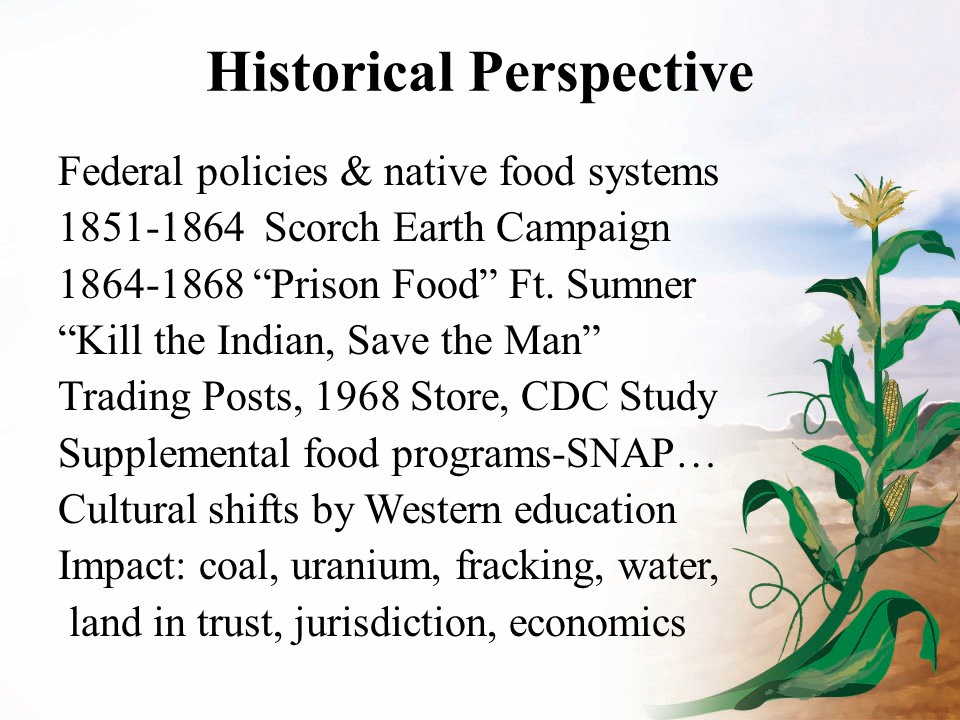 Historical Perspective
Federal policies & native food systems
1851-1864  Scorch Earth Campaign
1864-1868 “Prison Food” Ft. Sumner
“Kill the Indian, Save the Man”
Trading Posts, 1968 Store, CDC Study
Supplemental food programs-SNAP…
Cultural shifts by Western education
Impact: coal, uranium, fracking, water,
land in trust, jurisdiction, economics